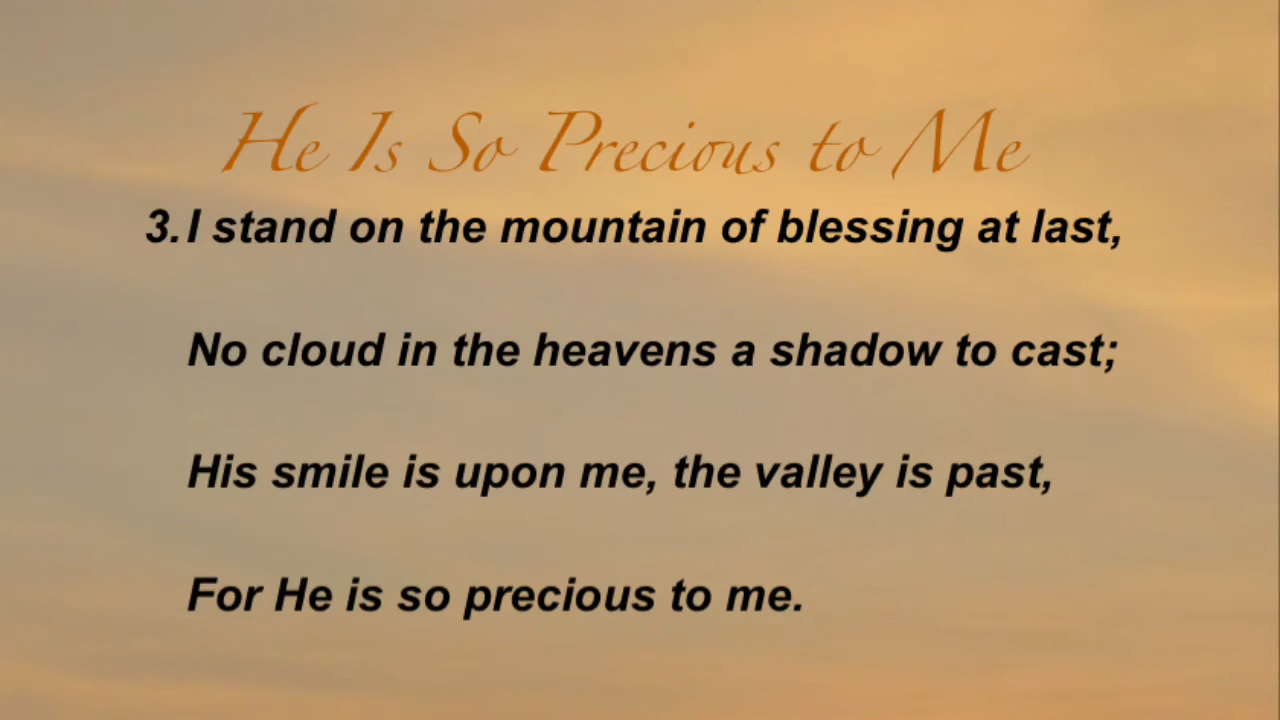 He Is So Precious to Me
3. I stand on the mountain of blessing at last,
No cloud in the heavens a shadow to cast;
His smile is upon me, the valley is past,
For He is so precious to me.